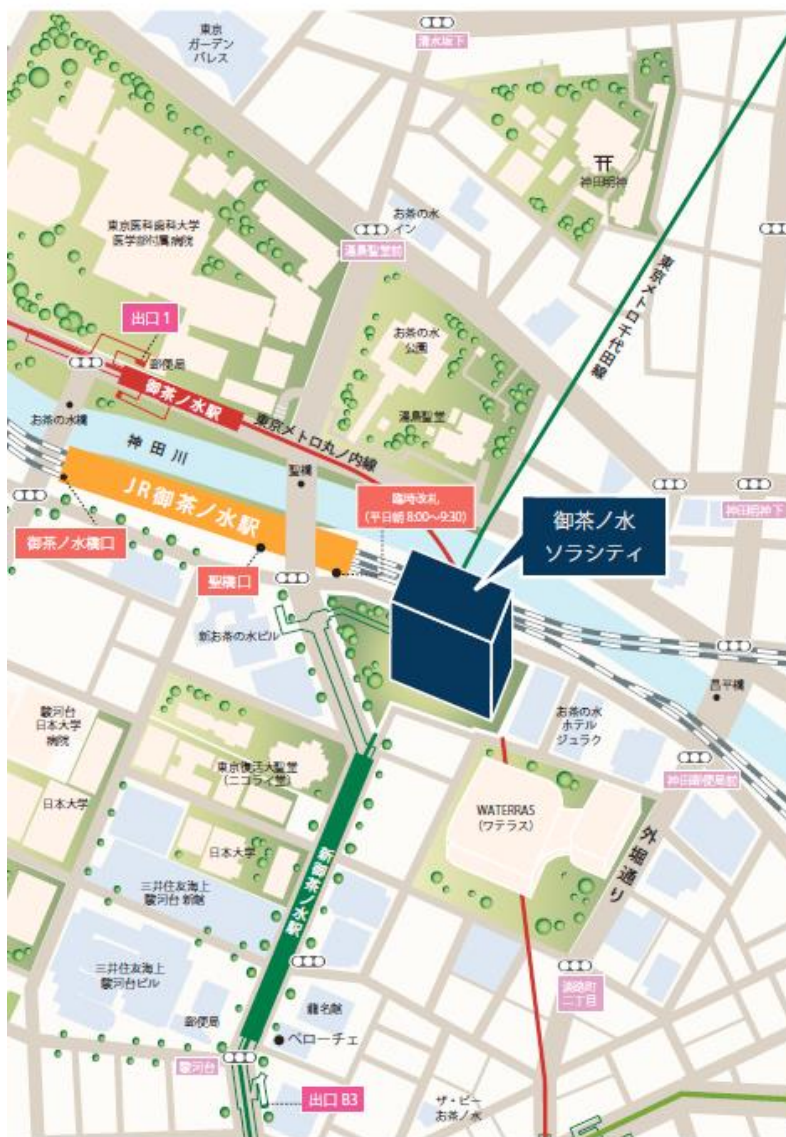 東京
ガーデン
パレス
清水坂下
神田明神
東京医科歯科大学
医学部付属病院
お茶の水
イン
湯島聖堂前
東京メトロ千代田線
出口1
郵便局
お茶の水
公園
湯島聖堂
御茶ノ水駅
東京メトロ丸ノ内線
お茶の水橋
神田川
聖橋
JR御茶ノ水駅
臨時改札
(平日朝 8:00~9:30)
御茶ノ水
ソラシティ
神田明神下
御茶ノ水橋口
聖橋口
新お茶の水ビル
昌平橋
駿河台
日本大学
病院
お茶の水
ホテル
ジュラク
東京復活大聖堂
(ニコライ堂)
神田郵便局前
日本大学
WATERRAS
(ワテラス)
外堀通り
日本大学
新御茶ノ水駅
三井住友海上
駿河台 新館
三井住友海上
駿河台ビル
淡路町
二丁目
郵便局
龍名館
ベローチェ
駿河台
出口 B3
ザ・ビー
お茶ノ水